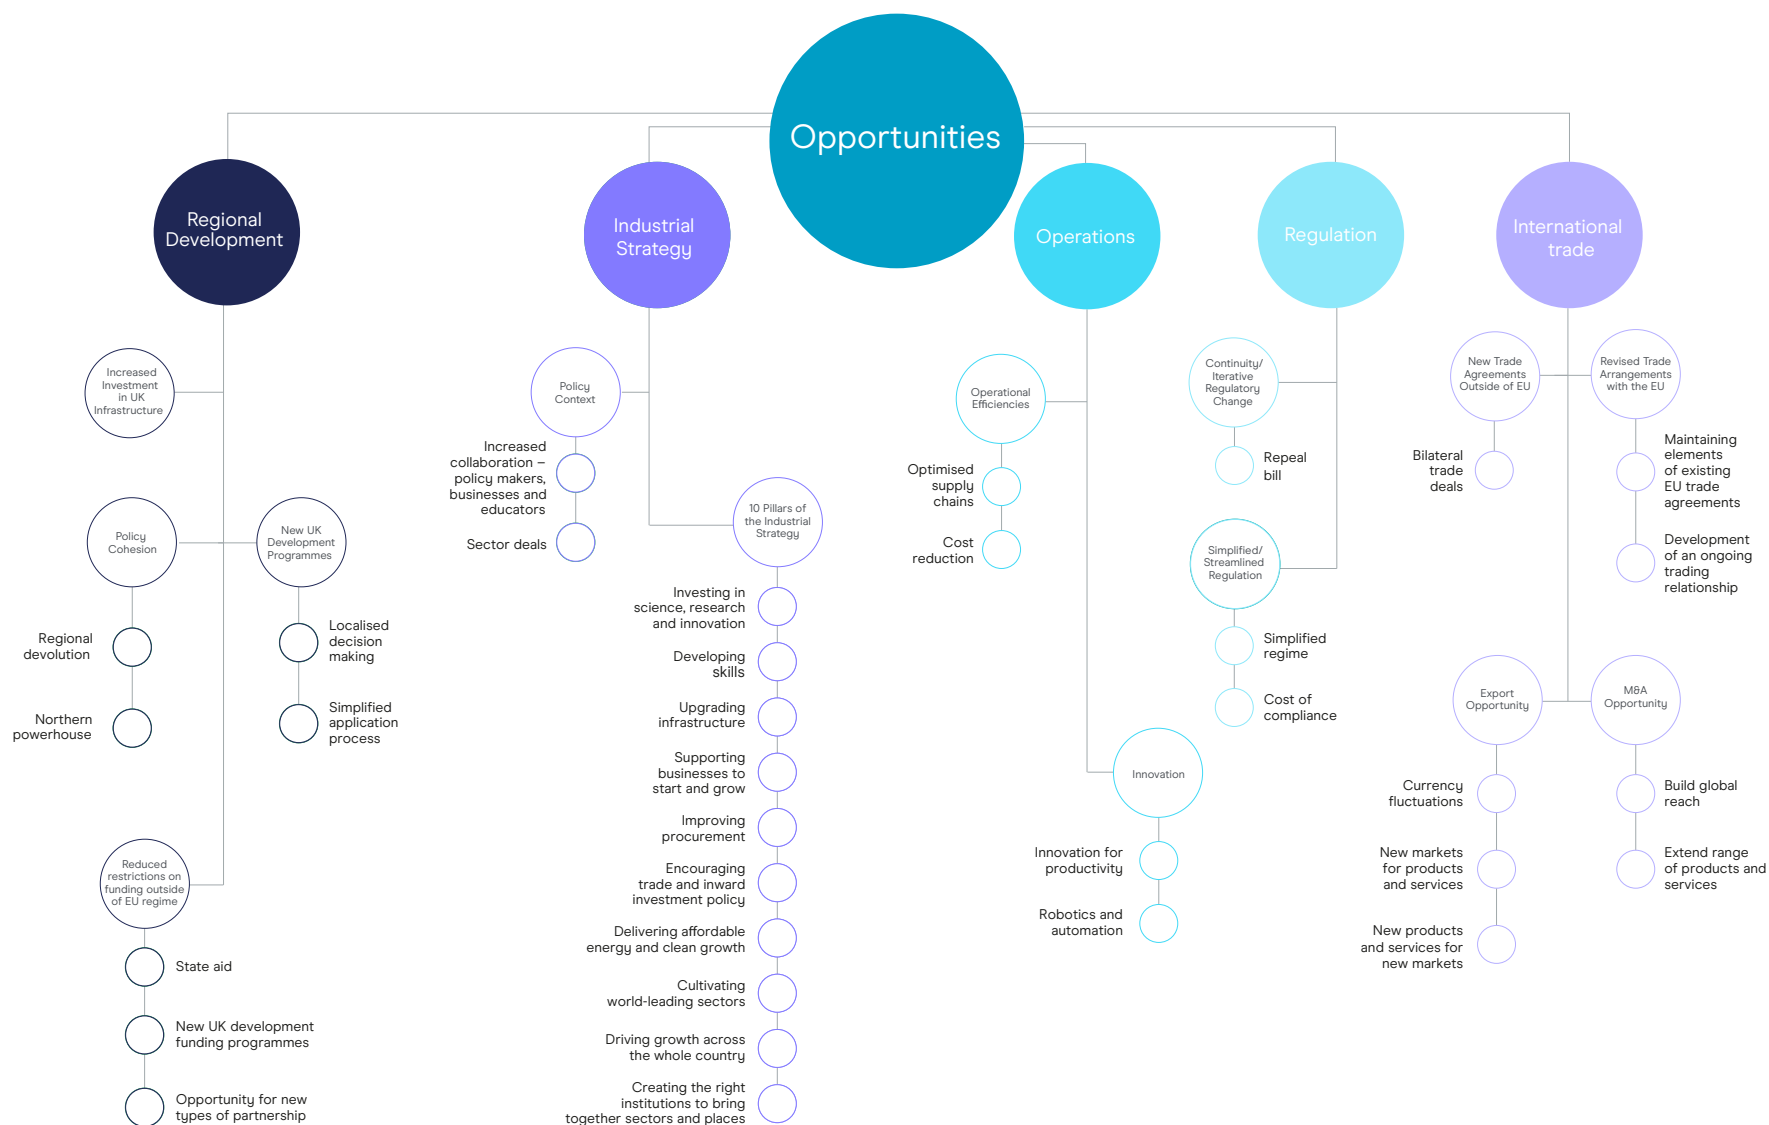 Opportunities
Regional
Development
Increased
Investment
in UK
Infrastructure
Policy
Cohesion
Regional
devolution
Northern
powerhouse
New UK
Development
Programmes
Localised
decision
making
Simplified
application
process
Reduced
restrictions on
funding outside
of EU regime
State aid
New UK development
funding programmes
Opportunity for new
types of partnership
Industrial
Strategy
Policy
Context
Increased
collaboration –
policy makers,
businesses and
educators
Sector deals
10 Pillars of
the Industrial
Strategy
Investing in
science, research
and innovation
Developing
skills
Upgrading
infrastructure
Supporting
businesses to
start and grow
Improving
procurement
Encouraging
trade and inward
investment policy
Delivering affordable
energy and clean growth
Cultivating
world-leading sectors
Driving growth across
the whole country
Creating the right
institutions to bring
together sectors and places
Operations
Operational
Efficiencies
Optimised
supply
chains
Cost
reduction
Innovation
Innovation for
productivity
Robotics and
automation
Regulation
Continuity/
Iterative
Regulatory
Change
Repeal
bill
Simplified/
Streamlined
Regulation
Simplified
regime
Cost of
compliance
International
trade
New Trade
Agreements
Outside of EU
Bilateral
trade
deals
Revised Trade
Arrangements
with the EU
Maintaining
elements
of existing
EU trade
agreements
Development
of an ongoing
trading
relationship
Export
Opportunity
Currency
fluctuations
New markets
for products
and services
New products
and services for
new markets
M&A
Opportunity
Build global
reach
Extend range
of products and
services